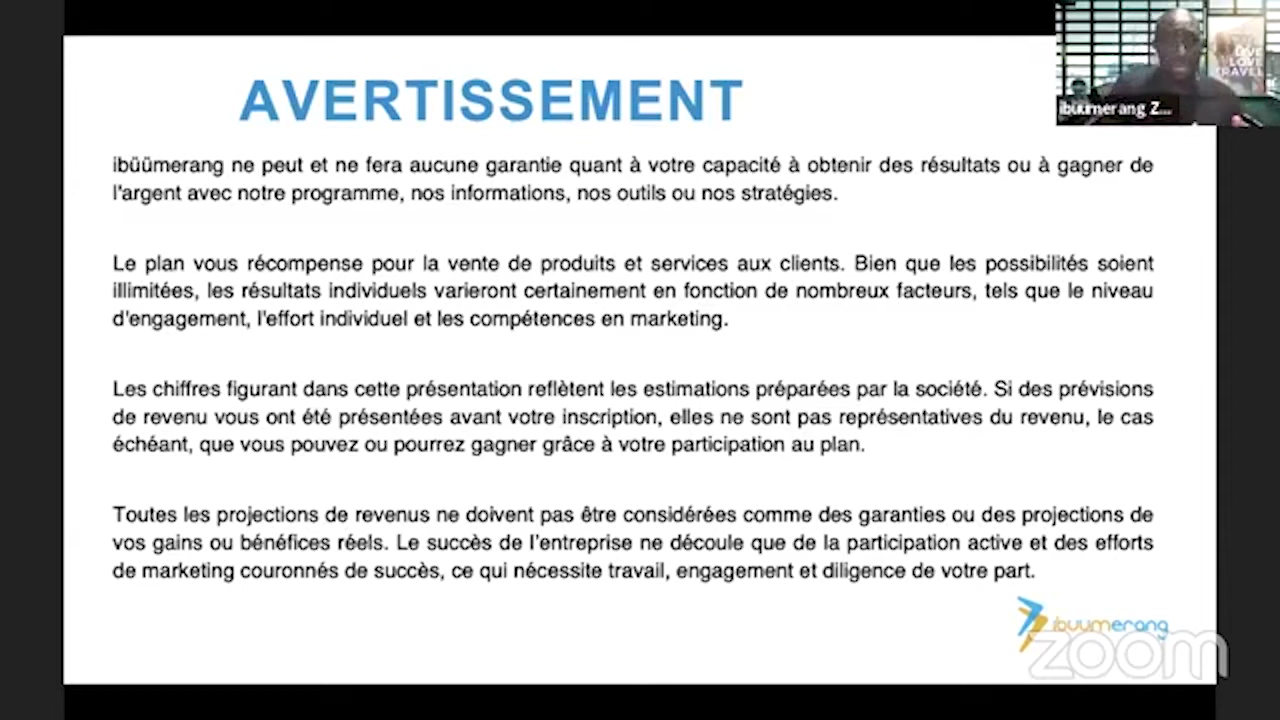 AVERTISSEMENT
ibüümerang Z...
ibüümerang ne peut et ne fera aucune garantie quant à votre capacité à obtenir des résultats ou à gagner de
l'argent avec notre programme, nos informations, nos outils ou nos stratégies.
Le plan vous récompense pour la vente de produits et services aux clients. Bien que les possibilités soient
illimitées, les résultats individuels varieront certainement en fonction de nombreux facteurs, tels que le niveau
d'engagement, l'effort individuel et les compétences en marketing.
Les chiffres figurant dans cette présentation reflètent les estimations préparées par la société. Si des prévisions
de revenu vous ont été présentées avant votre inscription, elles ne sont pas représentatives du revenu, le cas
échéant, que vous pouvez ou pourrez gagner grâce à votre participation au plan.
Toutes les projections de revenus ne doivent pas être considérées comme des garanties ou des projections de
vos gains ou bénéfices réels. Le succès de l'entreprise ne découle que de la participation active et des efforts
de marketing couronnés de succès, ce qui nécessite travail, engagement et diligence de votre part.
ibuumerang
zoom